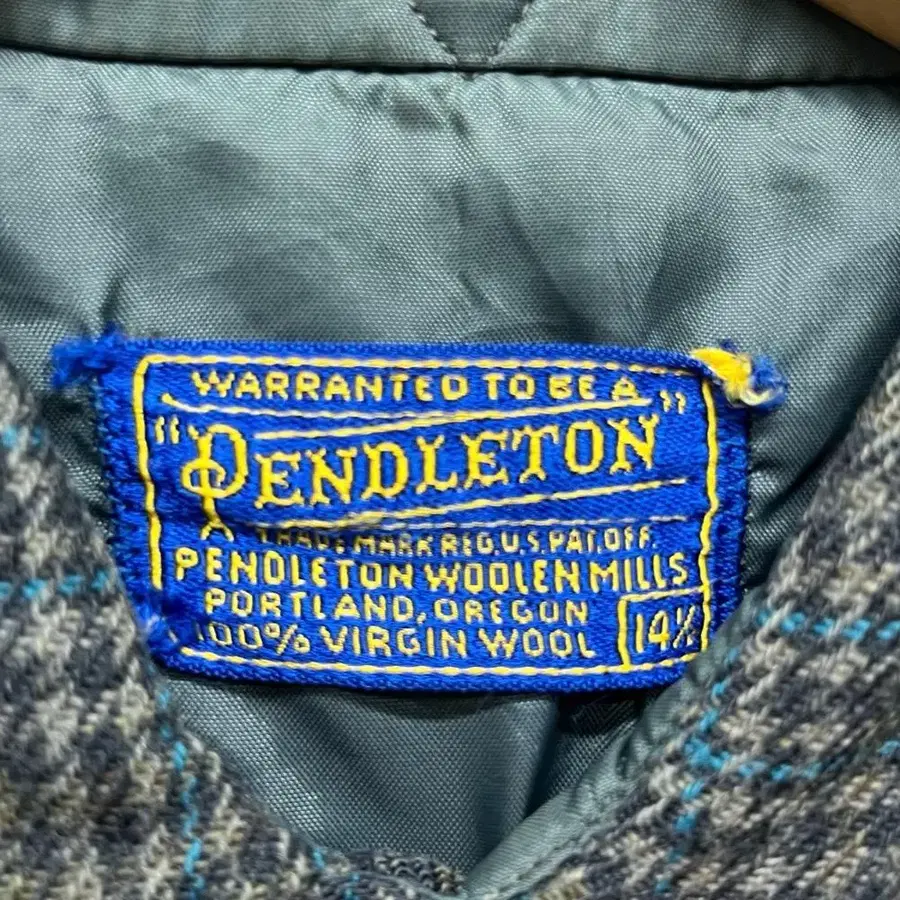 WARRANTED TO BE A
"PENDLETON"
TRADE MARK REG. U.S. PAT. OFF.
PENDLETON WOOLEN MILLS
PORTLAND, OREGON
100% VIRGIN WOOL
14½